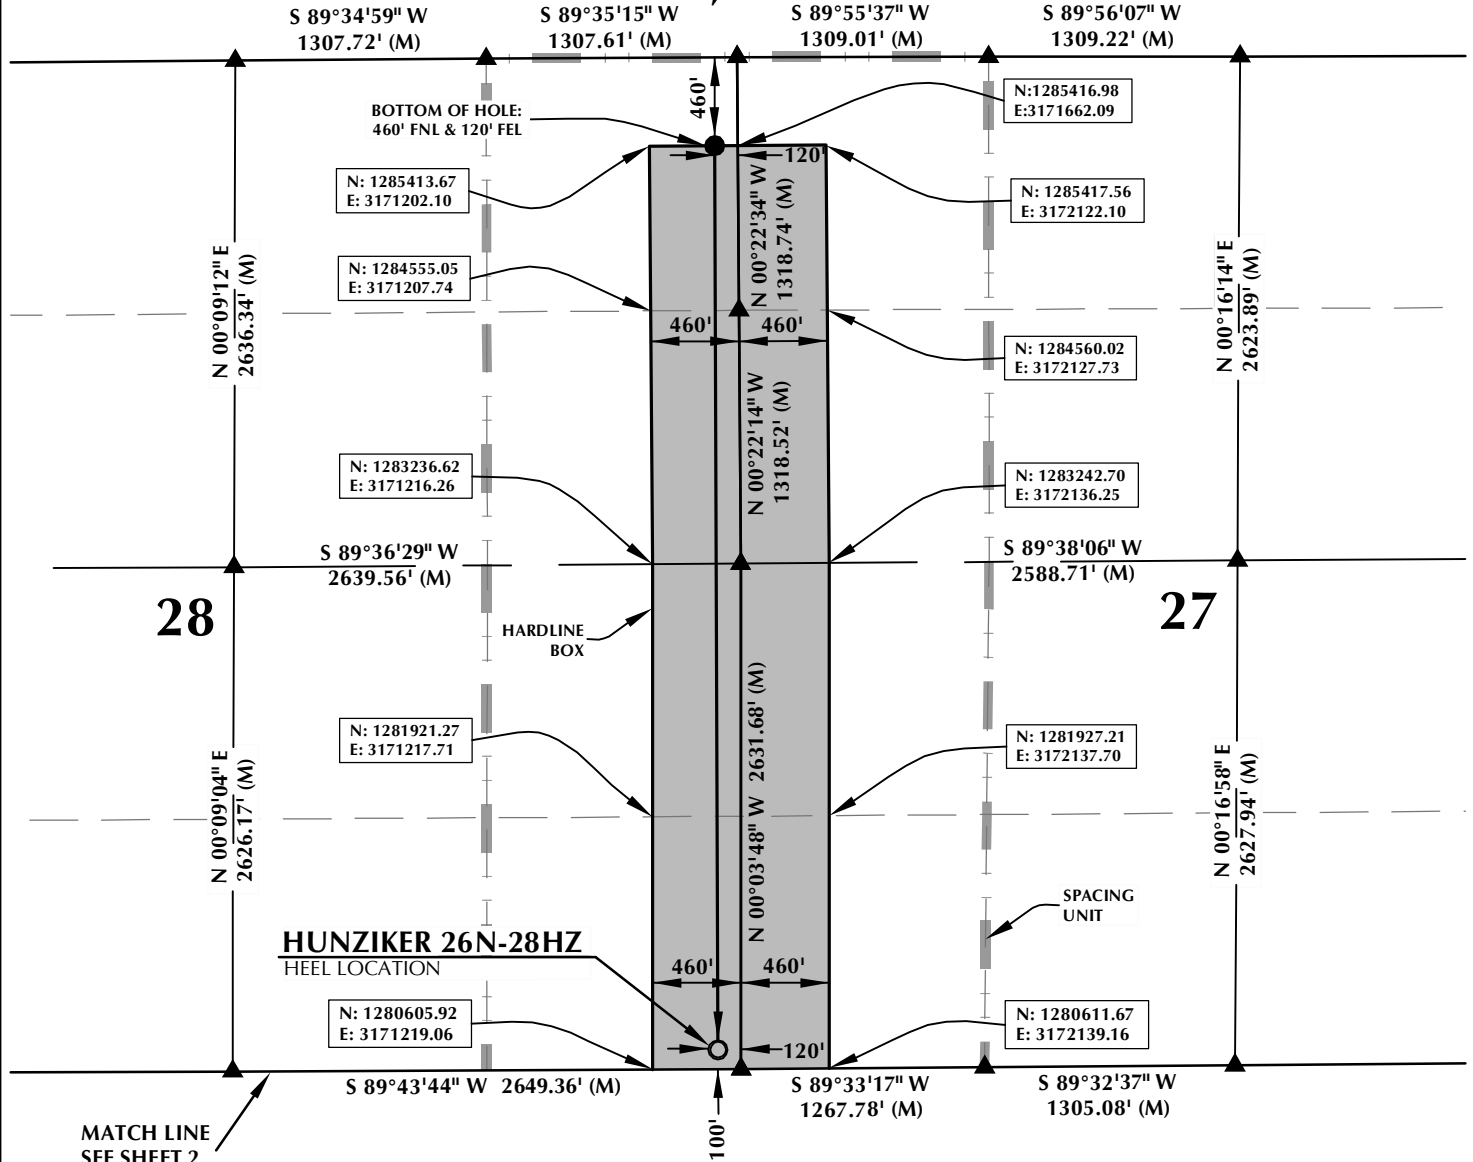 S 89°34'59" W
1307.72' (M)
S 89°35'15" W
1307.61' (M)
S 89°55'37" W
1309.01' (M)
S 89°56'07" W
1309.22' (M)
460'
BOTTOM OF HOLE:
460' FNL & 120' FEL
N:1285416.98
E:3171662.09
120'
N: 1285413.67
E: 3171202.10
N: 1285417.56
E: 3172122.10
N 00°22'34" W
1318.74' (M)
N 00°09'12" E
2636.34' (M)
N: 1284555.05
E: 3171207.74
N 00°16'14" E
2623.89' (M)
460'
460'
N: 1284560.02
E: 3172127.73
N 00°22'14" W
1318.52' (M)
N: 1283236.62
E: 3171216.26
N: 1283242.70
E: 3172136.25
S 89°36'29" W
2639.56' (M)
S 89°38'06" W
2588.71' (M)
28
27
HARDLINE
BOX
N 00°03'48" W 2631.68' (M)
N: 1281921.27
E: 3171217.71
N: 1281927.21
E: 3172137.70
N 00°09'04" E
2626.17' (M)
N 00°16'58" E
2627.94' (M)
SPACING
UNIT
HUNZIKER 26N-28HZ
HEEL LOCATION
460'
460'
N: 1280605.92
E: 3171219.06
N: 1280611.67
E: 3172139.16
120'
S 89°43'44" W 2649.36' (M)
S 89°33'17" W
1267.78' (M)
S 89°32'37" W
1305.08' (M)
100'
MATCH LINE
SEE SHEET 2